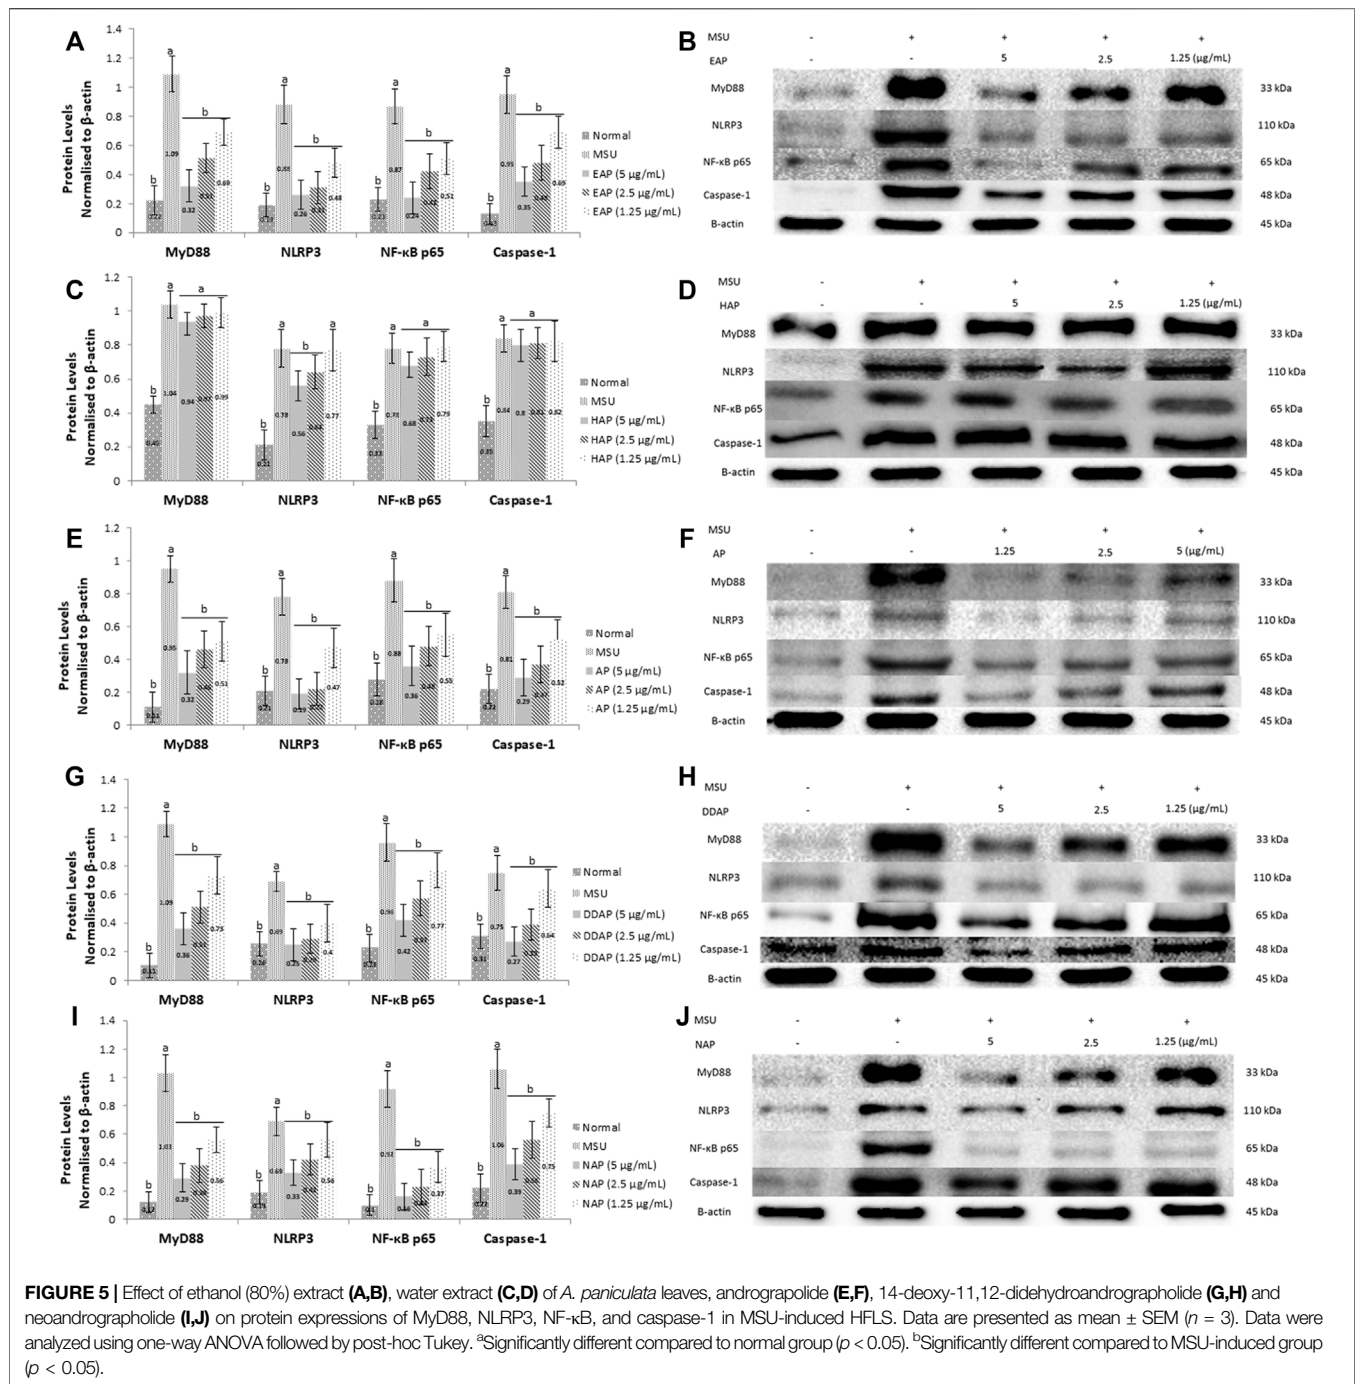 A
Protein Levels
Normalised to β-actin
1.4
1.2
1
0.8
0.6
0.4
0.2
0
a a a a
b b b b
b b b b
1.09
0.32
0.69
0.26
0.48
0.87
0.24
0.51
0.95
0.35
0.69
MyD88 NLRP3 NF-κB p65 Caspase-1
Normal
MSU
EAP (5 µg/mL)
EAP (2.5 µg/mL)
EAP (1.25 µg/mL)
B
MSU - + + + +
EAP - - 5 2.5 1.25 (µg/mL)
MyD88 33 kDa
NLRP3 110 kDa
NF-κB p65 65 kDa
Caspase-1 48 kDa
B-actin 45 kDa
C
Protein Levels
Normalised to β-actin
1.2
1
0.8
0.6
0.4
0.2
0
a a
b
a b a
b
a a
b
a a
b
0.45
1.04
0.94
0.97
0.99
0.21
0.78
0.56
0.64
0.77
0.33
0.78
0.68
0.73
0.79
0.35
0.84
0.8
0.81
0.82
MyD88 NLRP3 NF-κB p65 Caspase-1
Normal
MSU
HAP (5 µg/mL)
HAP (2.5 µg/mL)
HAP (1.25 µg/mL)
D
MSU - + + + +
HAP - - 5 2.5 1.25 (µg/mL)
MyD88 33 kDa
NLRP3 110 kDa
NF-κB p65 65 kDa
Caspase-1 48 kDa
B-actin 45 kDa
E
Protein Levels
Normalised to β-actin
1.2
1
0.8
0.6
0.4
0.2
0
a a a a
b b b b
b b b b
0.95
0.32
0.46
0.51
0.78
0.47
0.88
0.36
0.48
0.55
0.81
0.29
0.52
MyD88 NLRP3 NF-κB p65 Caspase-1
Normal
MSU
AP (5 µg/mL)
AP (2.5 µg/mL)
AP (1.25 µg/mL)
F
MSU - + + + +
AP - - 1.25 2.5 5 (µg/mL)
MyD88 33 kDa
NLRP3 110 kDa
NF-κB p65 65 kDa
Caspase-1 48 kDa
B-actin 45 kDa
G
Protein Levels
Normalised to β-actin
1.4
1.2
1
0.8
0.6
0.4
0.2
0
a a a a
b b b b
b b b b
1.09
0.36
0.51
0.73
0.69
0.25
0.4
0.96
0.42
0.57
0.77
0.31
0.75
0.27
0.39
0.64
MyD88 NLRP3 NF-κB p65 Caspase-1
Normal
MSU
DDAP (5 µg/mL)
DDAP (2.5 µg/mL)
DDAP (1.25 µg/mL)
H
MSU - + + + +
DDAP - - 5 2.5 1.25 (µg/mL)
MyD88 33 kDa
NLRP3 110 kDa
NF-κB p65 65 kDa
Caspase-1 48 kDa
B-actin 45 kDa
I
Protein Levels
Normalised to β-actin
1.4
1.2
1
0.8
0.6
0.4
0.2
0
a a a a
b b b b
b b b b
1.03
0.29
0.38
0.56
0.69
0.33
0.42
0.56
0.1
0.92
0.37
1.06
0.39
0.75
MyD88 NLRP3 NF-κB p65 Caspase-1
Normal
MSU
NAP (5 µg/mL)
NAP (2.5 µg/mL)
NAP (1.25 µg/mL)
J
MSU - + + + +
NAP - - 5 2.5 1.25 (µg/mL)
MyD88 33 kDa
NLRP3 110 kDa
NF-κB p65 65 kDa
Caspase-1 48 kDa
B-actin 45 kDa
FIGURE 5 | Effect of ethanol (80%) extract (A,B), water extract (C,D) of A. paniculata leaves, andrograpolide (E,F), 14-deoxy-11,12-didehydroandrographolide (G,H) and
neoandrographolide (I,J) on protein expressions of MyD88, NLRP3, NF-κB, and caspase-1 in MSU-induced HFLS. Data are presented as mean ± SEM (n = 3). Data were
analyzed using one-way ANOVA followed by post-hoc Tukey. ᵃSignificantly different compared to normal group (p < 0.05). ᵇSignificantly different compared to MSU-induced group
(p < 0.05).